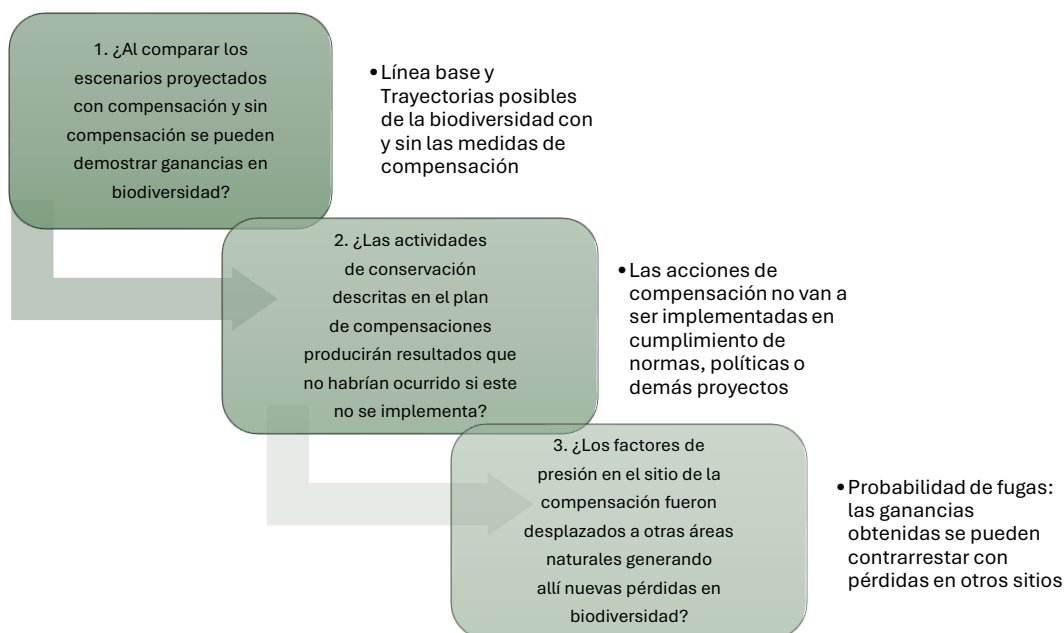 1. ¿Al comparar los
escenarios proyectados
con compensación y sin
compensación se pueden
demostrar ganancias en
biodiversidad?
•Línea base y
Trayectorias posibles
de la biodiversidad con
y sin las medidas de
compensación
2. ¿Las actividades
de conservación
descritas en el plan
de compensaciones
producirán resultados que
no habrían ocurrido si este
no se implementa?
•Las acciones de
compensación no van a
ser implementadas en
cumplimiento de
normas, políticas o
demás proyectos
3. ¿Los factores de
presión en el sitio de la
compensación fueron
desplazados a otras áreas
naturales generando
allí nuevas pérdidas en
biodiversidad?
•Probabilidad de fugas:
las ganancias
obtenidas se pueden
contrarrestar con
pérdidas en otros sitios